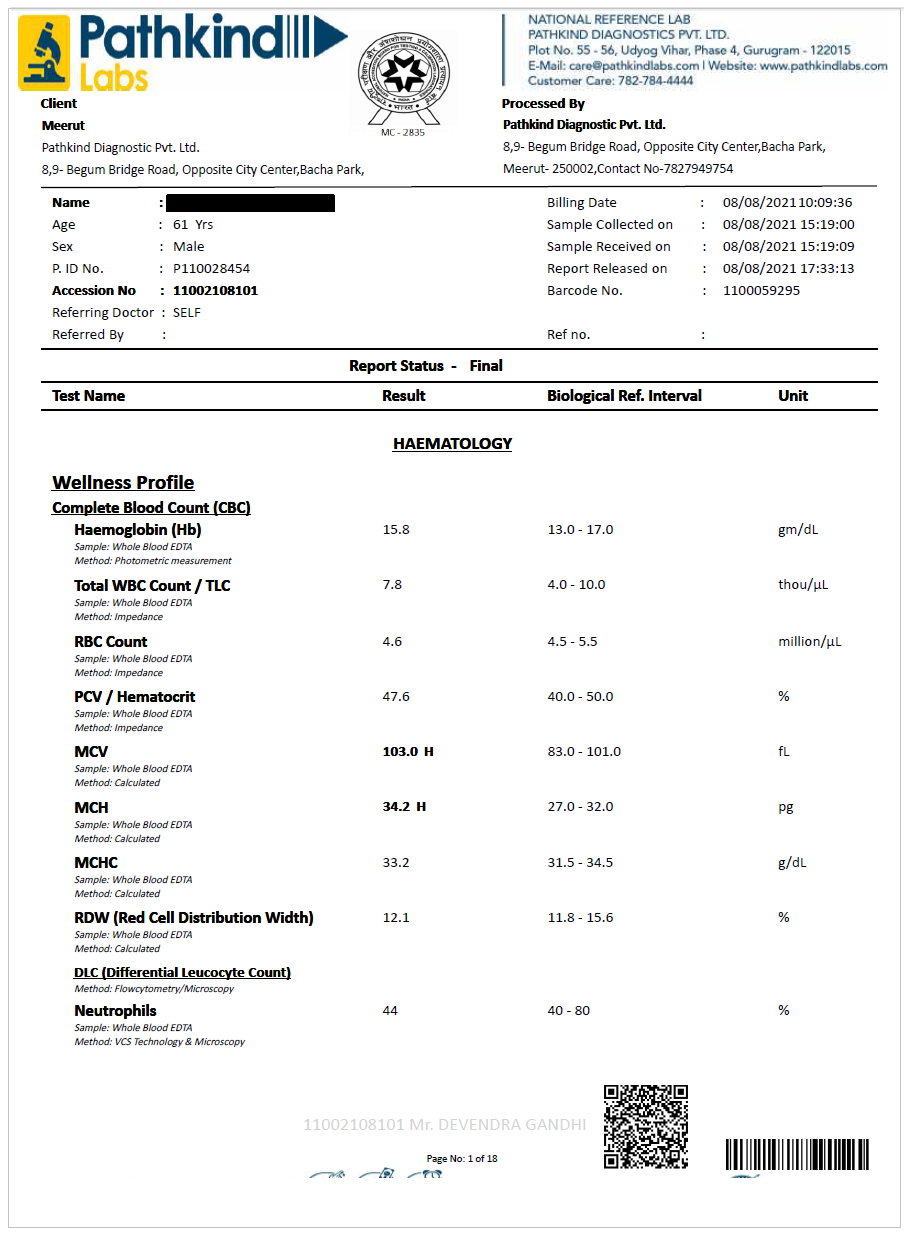 Pathkind
Labs
MC - 2835
NATIONAL REFERENCE LAB
PATHKIND DIAGNOSTICS PVT. LTD.
Plot No. 55 - 56, Udyog Vihar, Phase 4, Gurugram - 122015
E-Mail: care@pathkindlabs.com | Website: www.pathkindlabs.com
Customer Care: 782-784-4444
Client
Meerut
Pathkind Diagnostic Pvt. Ltd.
8,9- Begum Bridge Road, Opposite City Center,Bacha Park,
Processed By
Pathkind Diagnostic Pvt. Ltd.
8,9- Begum Bridge Road, Opposite City Center,Bacha Park,
Meerut- 250002,Contact No-7827949754
Name : Billing Date : 08/08/2021 10:09:36
Age : 61 Yrs Sample Collected on : 08/08/2021 15:19:00
Sex : Male Sample Received on : 08/08/2021 15:19:09
P. ID No. : P110028454 Report Released on : 08/08/2021 17:33:13
Accession No : 11002108101 Barcode No. : 1100059295
Referring Doctor : SELF
Referred By : Ref no. :
Report Status - Final
Test Name Result Biological Ref. Interval Unit
HAEMATOLOGY
Wellness Profile
Complete Blood Count (CBC)
Haemoglobin (Hb) 15.8 13.0 - 17.0 gm/dL
Sample: Whole Blood EDTA
Method: Photometric measurement
Total WBC Count / TLC 7.8 4.0 - 10.0 thou/µL
Sample: Whole Blood EDTA
Method: Impedance
RBC Count 4.6 4.5 - 5.5 million/µL
Sample: Whole Blood EDTA
Method: Impedance
PCV / Hematocrit 47.6 40.0 - 50.0 %
Sample: Whole Blood EDTA
Method: Impedance
MCV 103.0 H 83.0 - 101.0 fL
Sample: Whole Blood EDTA
Method: Calculated
MCH 34.2 H 27.0 - 32.0 pg
Sample: Whole Blood EDTA
Method: Calculated
MCHC 33.2 31.5 - 34.5 g/dL
Sample: Whole Blood EDTA
Method: Calculated
RDW (Red Cell Distribution Width) 12.1 11.8 - 15.6 %
Sample: Whole Blood EDTA
Method: Calculated
DLC (Differential Leucocyte Count)
Method: Flowcytometry/Microscopy
Neutrophils 44 40 - 80 %
Sample: Whole Blood EDTA
Method: VCS Technology & Microscopy
11002108101 Mr. DEVENDRA GANDHI
Page No: 1 of 18